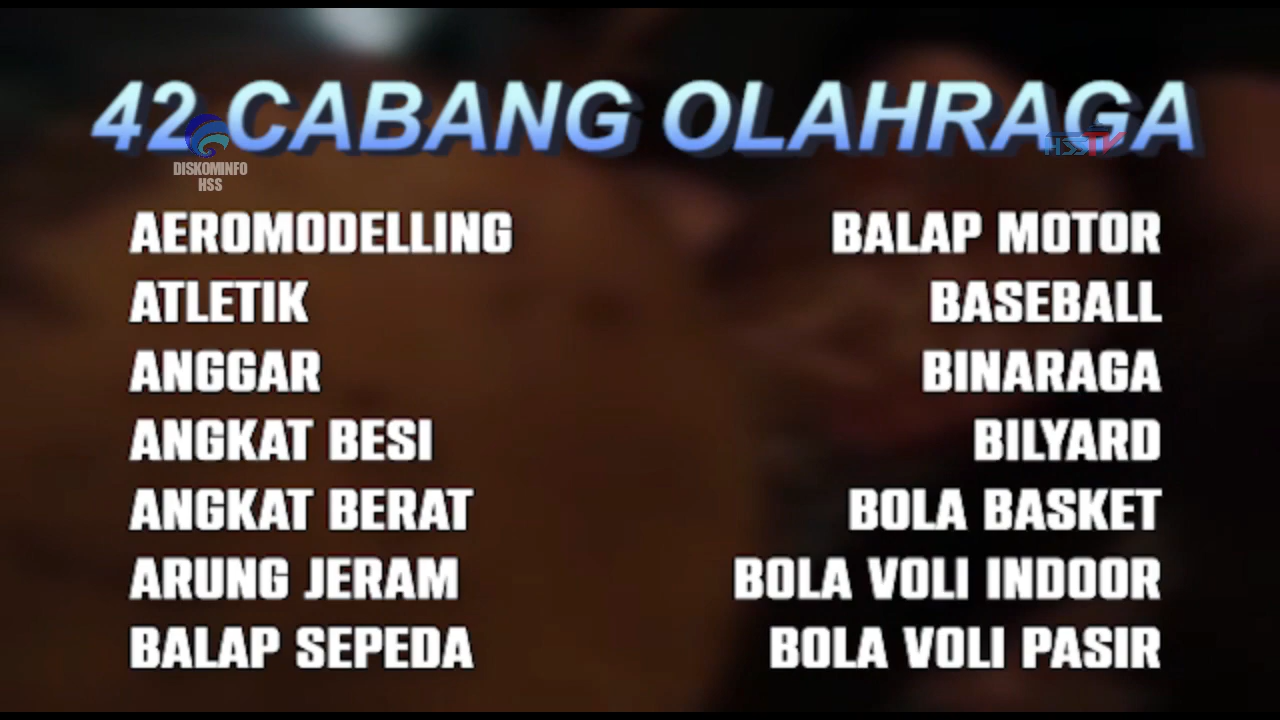 42 CABANG OLAHRAGA
DISKOMINFO
HSS
HSSTV
AEROMODELLING
ATLETIK
ANGGAR
ANGKAT BESI
ANGKAT BERAT
ARUNG JERAM
BALAP SEPEDA
BALAP MOTOR
BASEBALL
BINARAGA
BILYARD
BOLA BASKET
BOLA VOLI INDOOR
BOLA VOLI PASIR